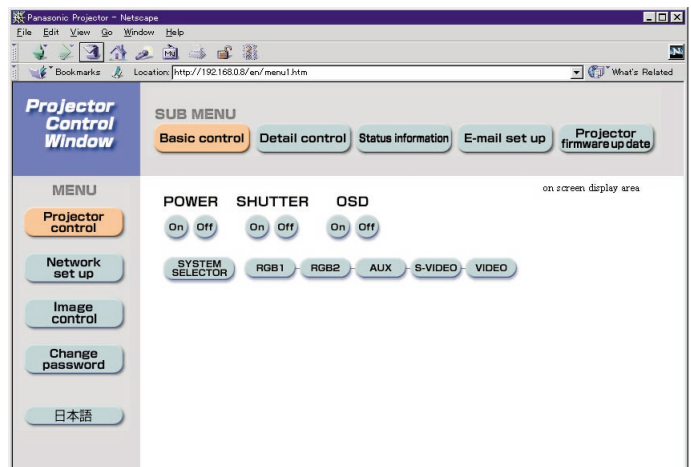 Panasonic Projector - Netscape
File Edit View Go Window Help
My
N
Bookmarks Location: http://192.168.0.8/en/menu1.htm What's Related
Projector Control Window
SUB MENU
Basic control Detail control Status information E-mail set up Projector firmware up date
MENU
Projector control
Network set up
Image control
Change password
日本語
on screen display area
POWER SHUTTER OSD
On Off On Off On Off
SYSTEM SELECTOR RGB1 RGB2 AUX S-VIDEO VIDEO